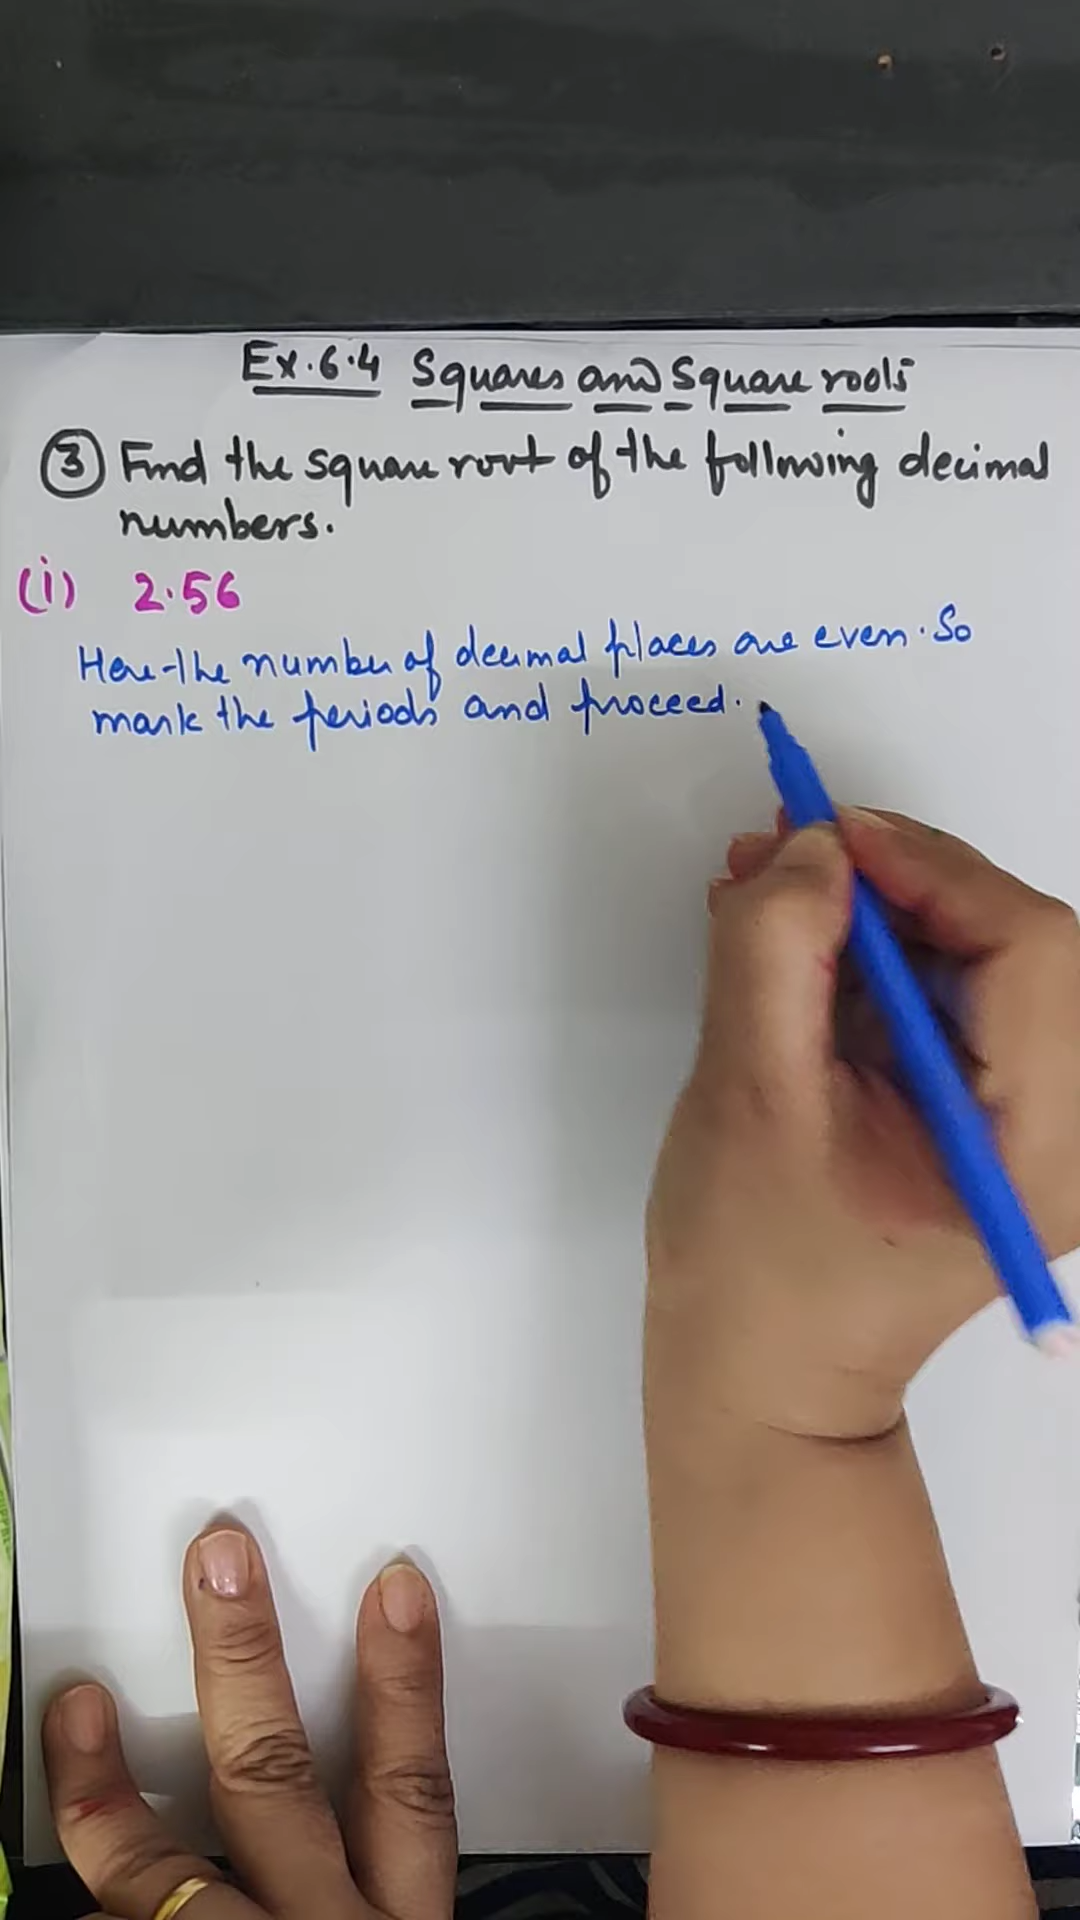 Ex.6.4 Squares and Square roots
③ Find the square root of the following decimal
numbers.
(i) 2.56
Here the number of decimal places are even. So
mark the periods and proceed.